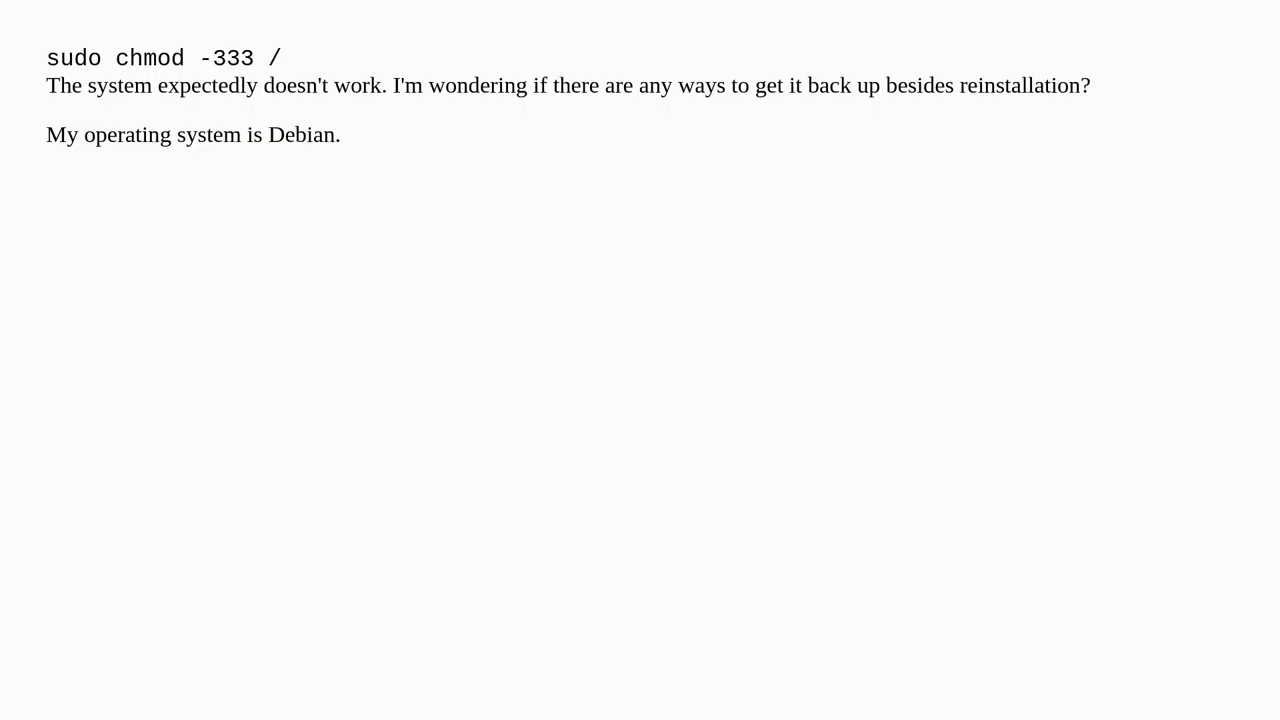 sudo chmod -333 /
The system expectedly doesn't work. I'm wondering if there are any ways to get it back up besides reinstallation?
My operating system is Debian.